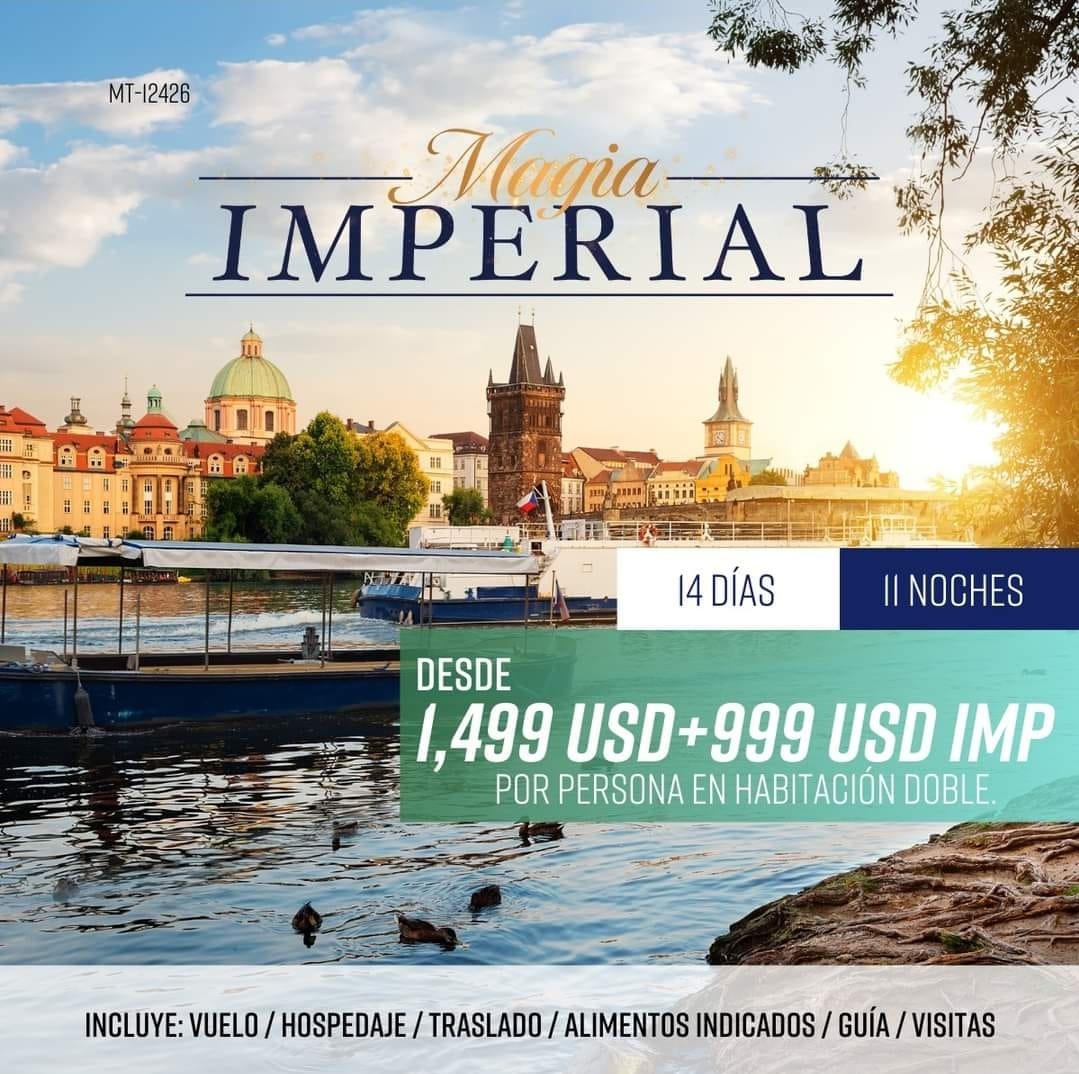 MT-12426
Magia
IMPERIAL
14 DÍAS
11 NOCHES
DESDE
1,499 USD+999 USD IMP
POR PERSONA EN HABITACIÓN DOBLE.
INCLUYE: VUELO / HOSPEDAJE / TRASLADO / ALIMENTOS INDICADOS / GUÍA / VISITAS